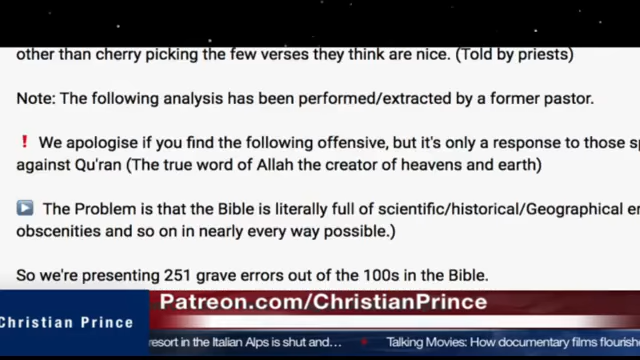 other than cherry picking the few verses they think are nice. (Told by priests)
Note: The following analysis has been performed/extracted by a former pastor.
We apologise if you find the following offensive, but it's only a response to those
against Qu'ran (The true word of Allah the creator of heavens and earth)
The Problem is that the Bible is literally full of scientific/historical/Geographical
obscenities and so on in nearly every way possible.)
So we're presenting 251 grave errors out of the 100s in the Bible.
Patreon.com/ChristianPrince
Christian Prince
resort in the Italian Alps is shut and... Talking Movies: How documentary films